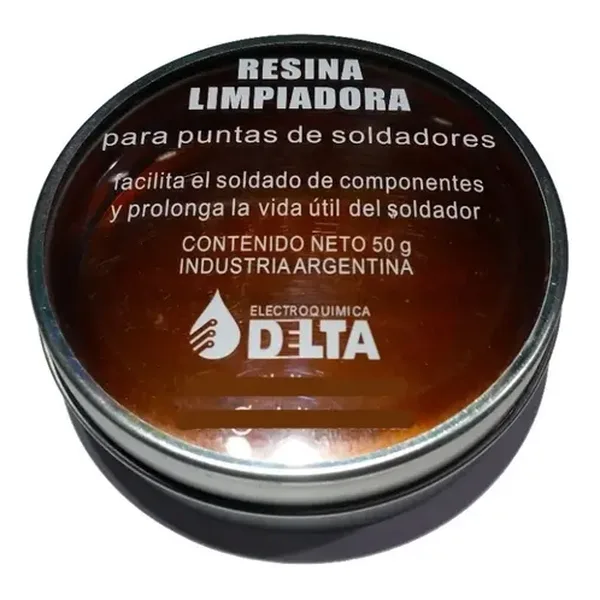 RESINA
LIMPIADORA
para puntas de soldadores
facilita el soldado de componentes
y prolonga la vida útil del soldador
CONTENIDO NETO 50 g
INDUSTRIA ARGENTINA
ELECTROQUIMICA
DELTA